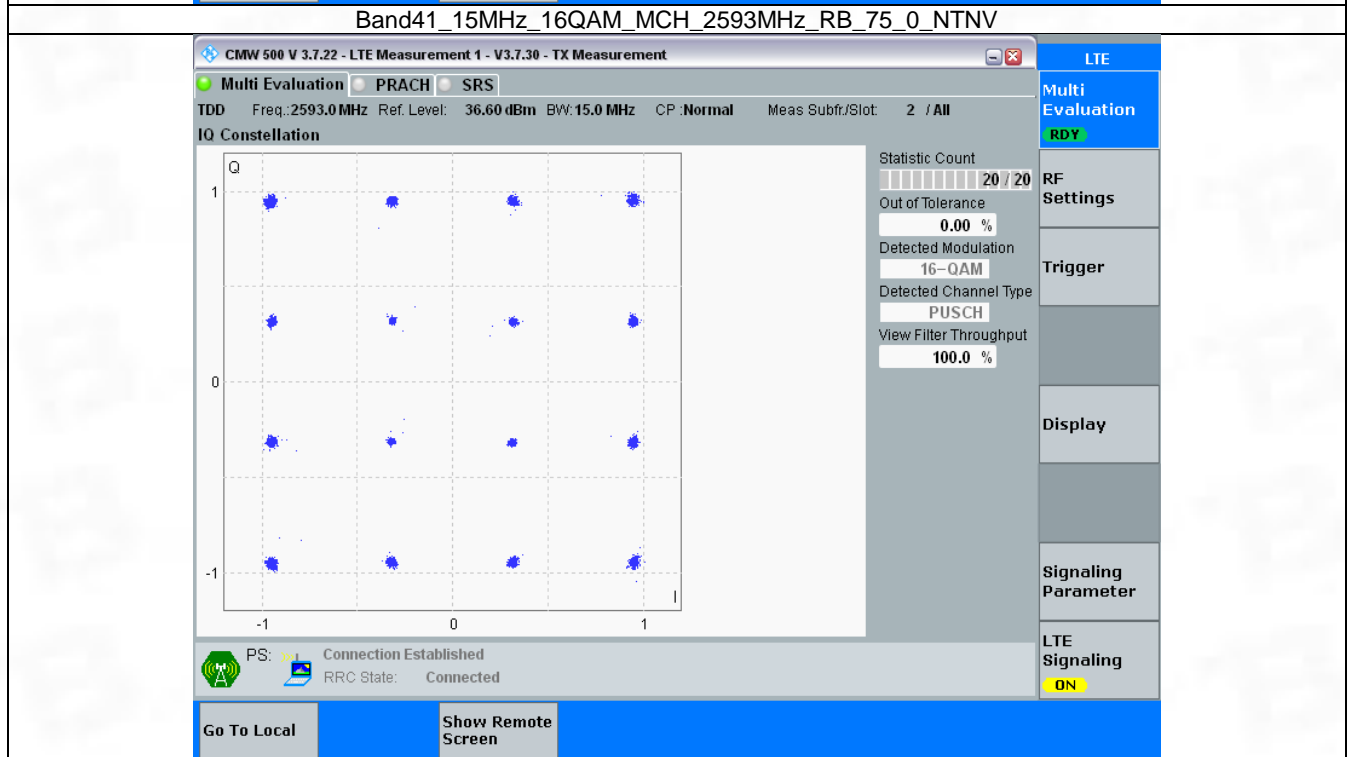 Band41_15MHz_16QAM_MCH_2593MHz_RB_75_0_NTNV
CMW 500 V 3.7.22 - LTE Measurement 1 - V3.7.30 - TX Measurement
LTE
Multi Evaluation PRACH SRS
TDD Freq.:2593.0 MHz Ref. Level: 36.60 dBm BW:15.0 MHz CP :Normal Meas Subfr./Slot: 2 / All
IQ Constellation
Q
1
0
-1
I
-1 0 1
Statistic Count
20 / 20
Out of Tolerance
0.00 %
Detected Modulation
16-QAM
Detected Channel Type
PUSCH
View Filter Throughput
100.0 %
Multi
Evaluation
RDY
RF
Settings
Trigger
Display
Signaling
Parameter
LTE
Signaling
ON
PS: Connection Established
RRC State: Connected
Go To Local
Show Remote
Screen